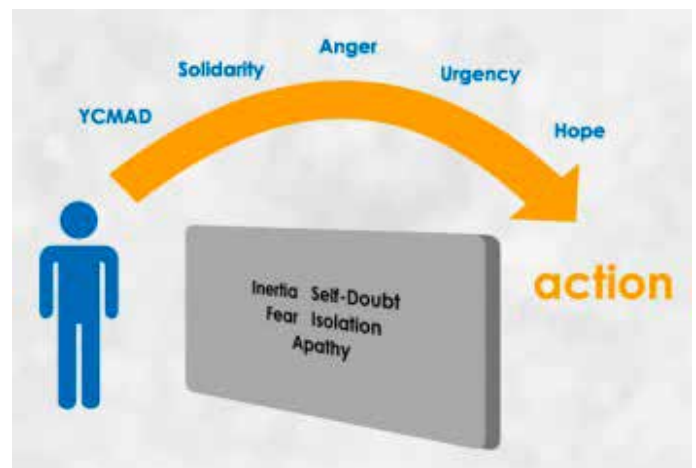 Anger
Solidarity
Urgency
YCMAD
Hope
action
Inertia Self-Doubt
Fear Isolation
Apathy